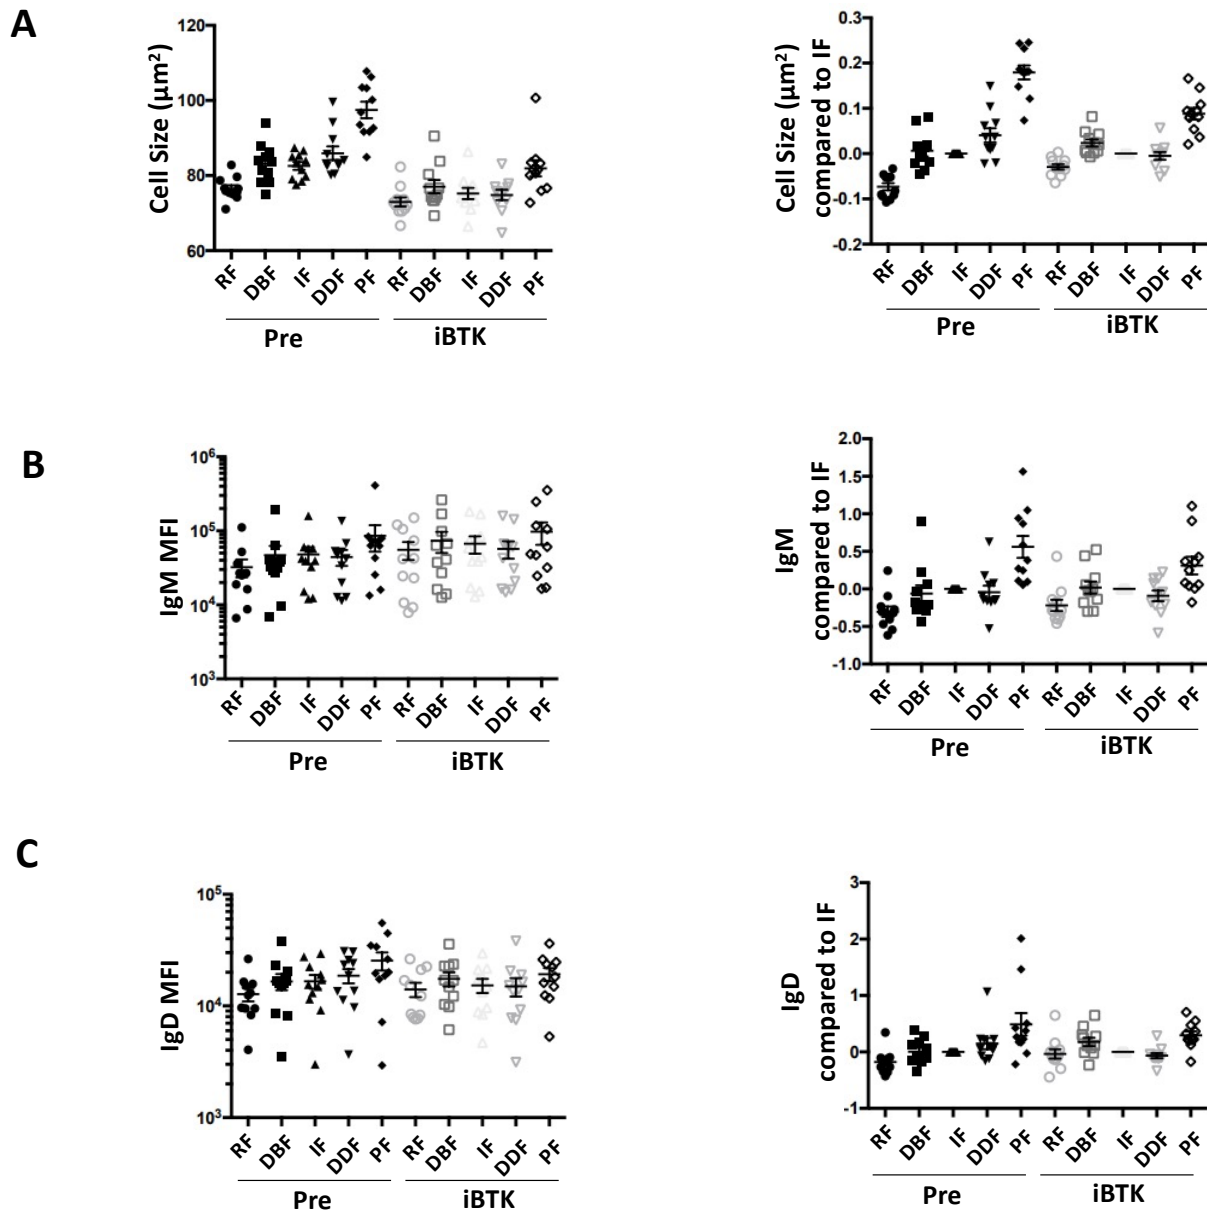 A
Cell Size (µm²)
120
100
80
60
RF DBF IF DDF PF RF DBF IF DDF PF
Pre iBTK
Cell Size (µm²)
compared to IF
0.3
0.2
0.1
0.0
-0.1
-0.2
RF DBF IF DDF PF RF DBF IF DDF PF
Pre iBTK
B
IgM MFI
10⁶
10⁵
10⁴
10³
RF DBF IF DDF PF RF DBF IF DDF PF
Pre iBTK
IgM
compared to IF
2.0
1.5
1.0
0.5
0.0
-0.5
-1.0
RF DBF IF DDF PF RF DBF IF DDF PF
Pre iBTK
C
IgD MFI
10⁵
10⁴
10³
RF DBF IF DDF PF RF DBF IF DDF PF
Pre iBTK
IgD
compared to IF
3
2
1
0
-1
RF DBF IF DDF PF RF DBF IF DDF PF
Pre iBTK